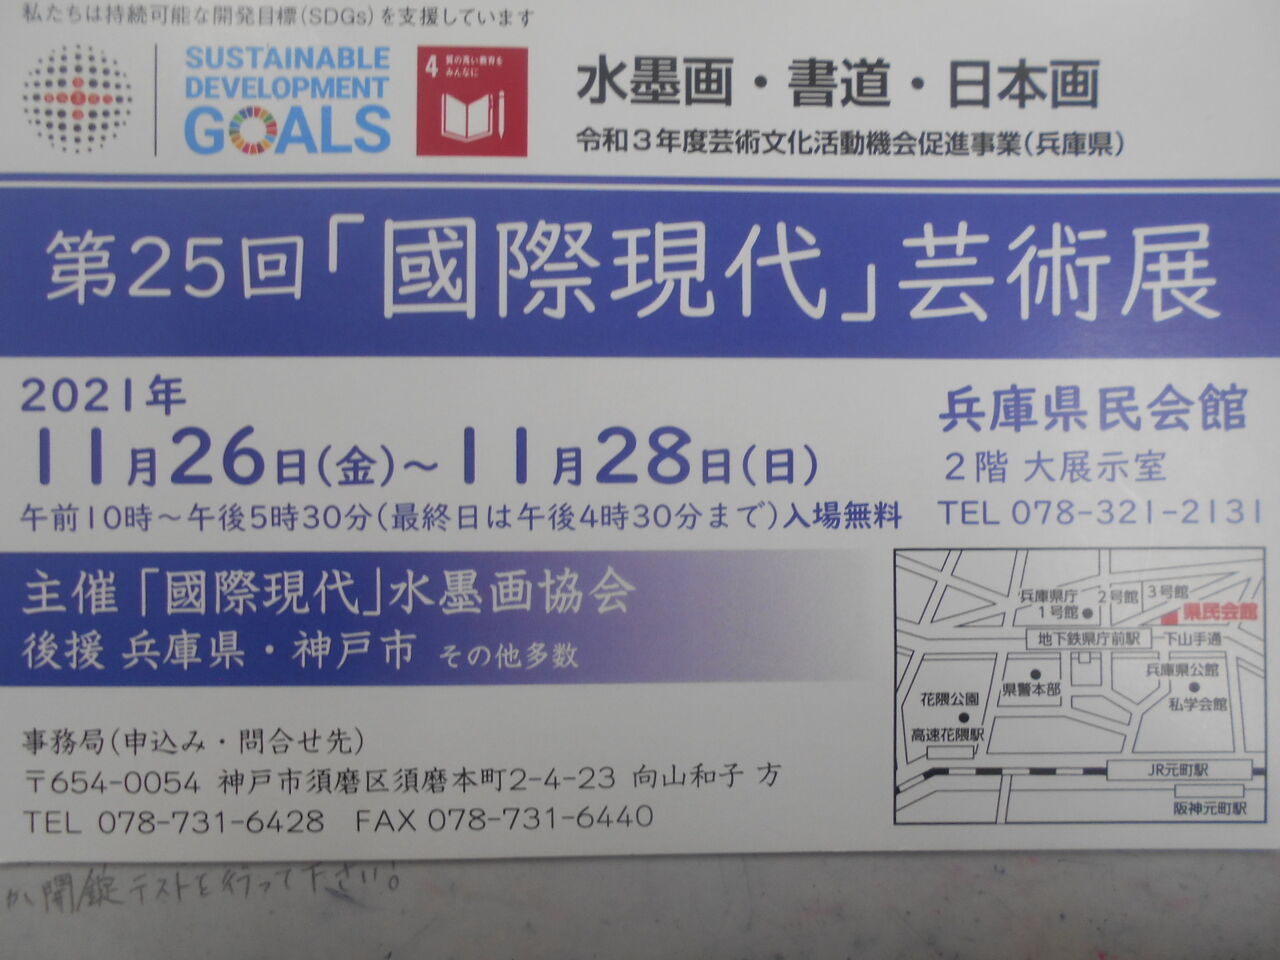 私たちは持続可能な開発目標(SDGs)を支援しています
SUSTAINABLE
DEVELOPMENT
GOALS
4 質の高い教育を
みんなに
水墨画・書道・日本画
令和3年度芸術文化活動機会促進事業(兵庫県)
第25回「國際現代」芸術展
2021年
11月26日(金)~11月28日(日)
午前10時~午後5時30分(最終日は午後4時30分まで)入場無料
兵庫県民会館
2階 大展示室
TEL 078-321-2131
主催「國際現代」水墨画協会
後援 兵庫県・神戸市 その他多数
兵庫県庁
1号館
2号館
3号館
県民会館
地下鉄県庁前駅
下山手通
兵庫県公館
県警本部
私学会館
花隈公園
高速花隈駅
JR元町駅
阪神元町駅
事務局(申込み・問合せ先)
〒654-0054 神戸市須磨区須磨本町2-4-23 向山和子 方
TEL 078-731-6428 FAX 078-731-6440
か開錠テストを行って下さい。